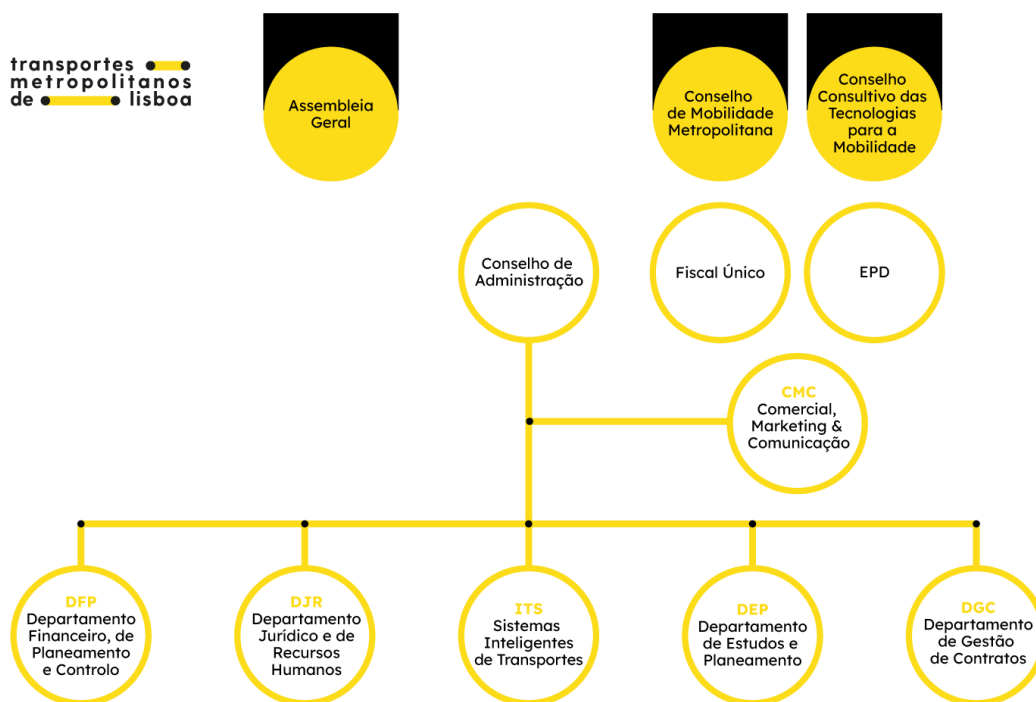 transportes
metropolitanos
de lisboa
Assembleia
Geral
Conselho
de Mobilidade
Metropolitana
Conselho
Consultivo das
Tecnologias
para a
Mobilidade
Conselho de
Administração
Fiscal Único
EPD
CMC
Comercial,
Marketing &
Comunicação
DFP
Departamento
Financeiro, de
Planeamento
e Controlo
DJR
Departamento
Jurídico e de
Recursos
Humanos
ITS
Sistemas
Inteligentes
de Transportes
DEP
Departamento
de Estudos e
Planeamento
DGC
Departamento
de Gestão
de Contratos